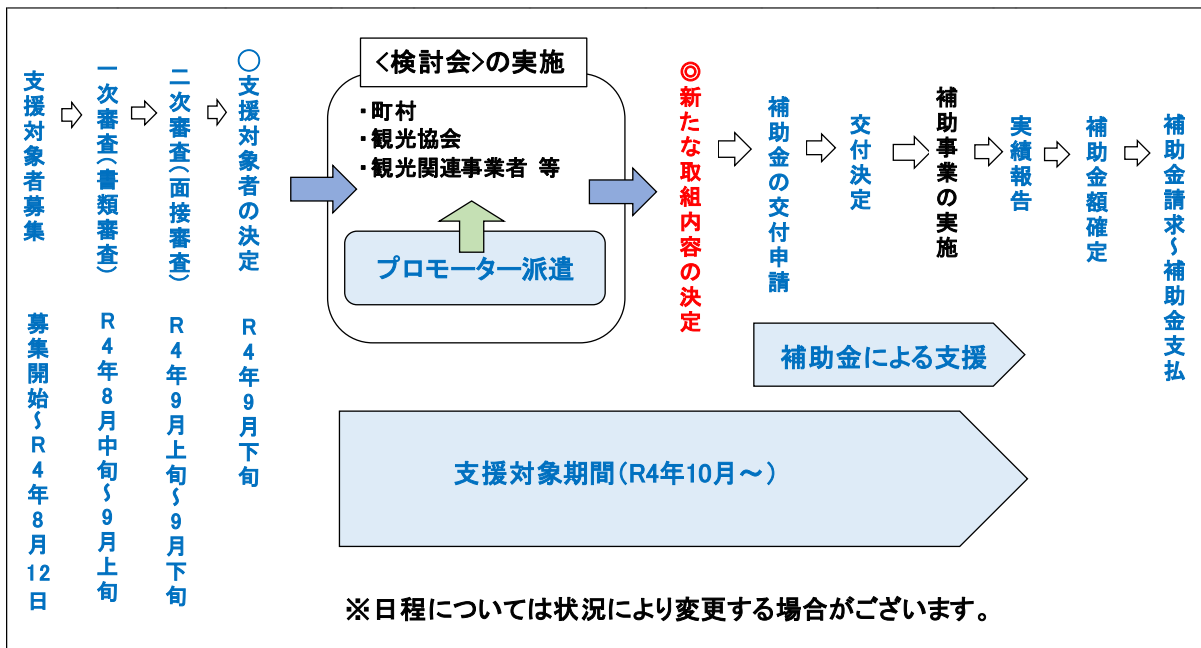 支援対象者募集
募集開始～R4年8月12日
一次審査(書類審査)
R4年8月中旬～9月上旬
二次審査(面接審査)
R4年9月上旬～9月下旬
○支援対象者の決定
R4年9月下旬
<検討会>の実施
・町村
・観光協会
・観光関連事業者 等
プロモーター派遣
◎新たな取組内容の決定
補助金の交付申請
交付決定
補助事業の実施
実績報告
補助金額確定
補助金請求～補助金支払
補助金による支援
支援対象期間(R4年10月～)
※日程については状況により変更する場合がございます。